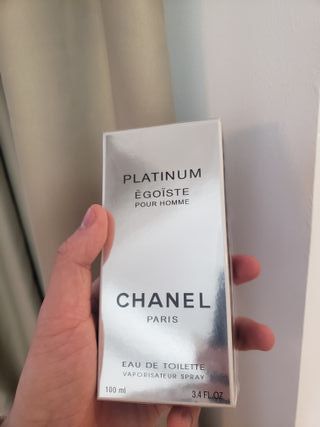 PLATINUM
ÉGOÏSTE
POUR HOMME
CHANEL
PARIS
EAU DE TOILETTE
VAPORISATEUR SPRAY
100 ml 3.4 FL.OZ